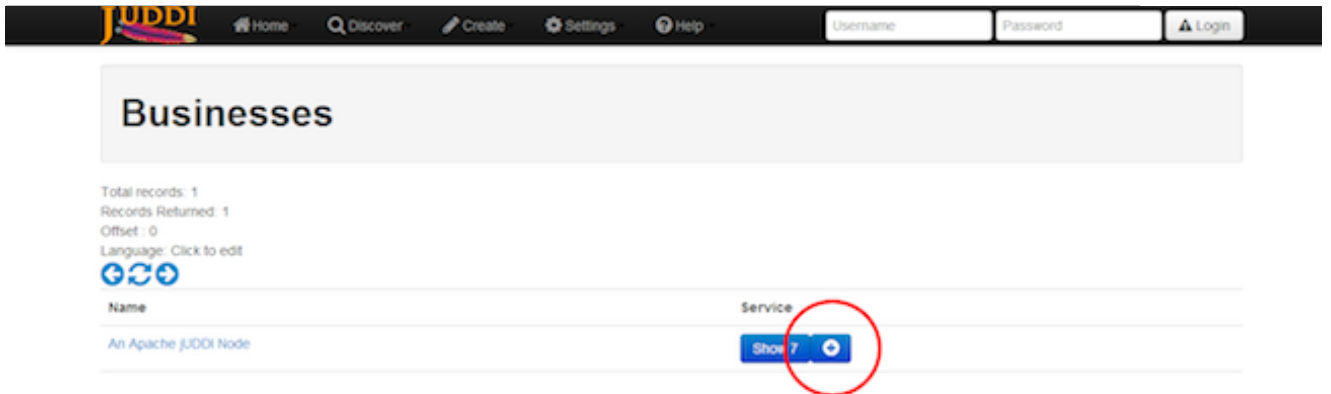 jUDDI Home Discover Create Settings Help Username Password Login
Businesses
Total records: 1
Records Returned: 1
Offset : 0
Language: Click to edit
Name Service
An Apache jUDDI Node Show 7